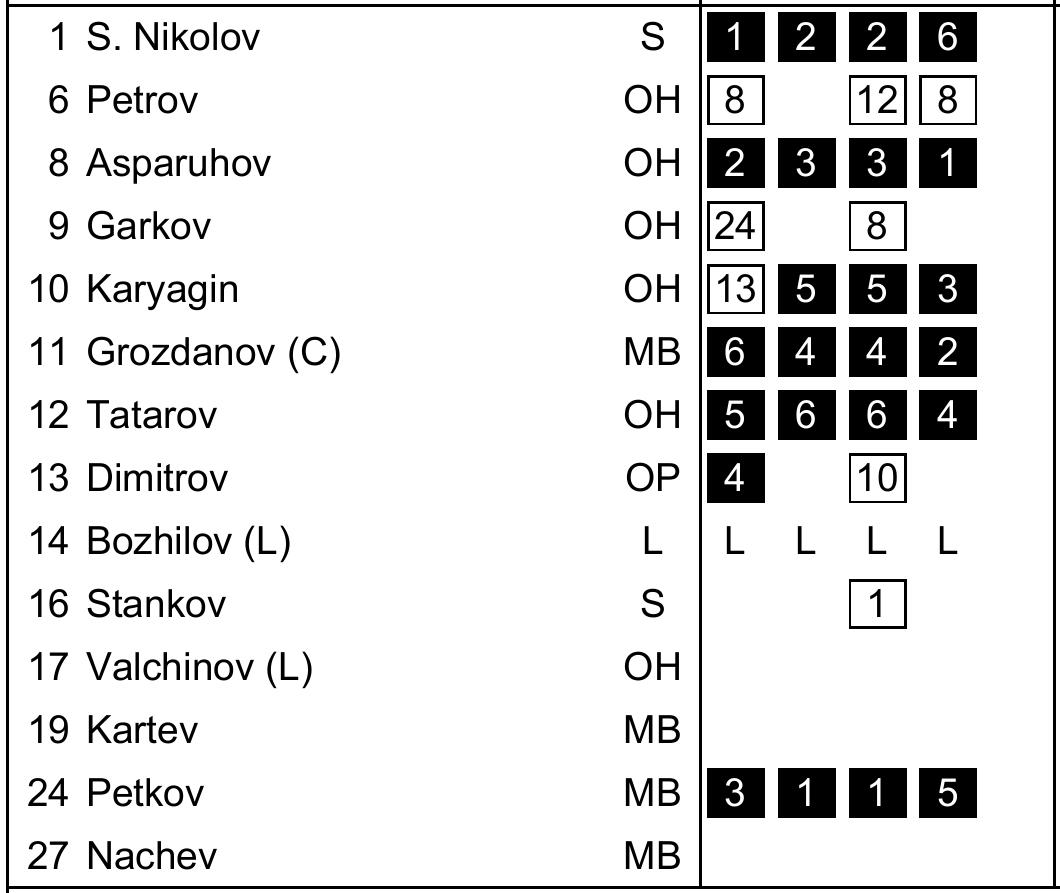 1 S. Nikolov S 1 2 2 6
6 Petrov OH 8 12 8
8 Asparuhov OH 2 3 3 1
9 Garkov OH 24 8
10 Karyagin OH 13 5 5 3
11 Grozdanov (C) MB 6 4 4 2
12 Tatarov OH 5 6 6 4
13 Dimitrov OP 4 10
14 Bozhilov (L) L L L L L
16 Stankov S 1
17 Valchinov (L) OH
19 Kartev MB
24 Petkov MB 3 1 1 5
27 Nachev MB